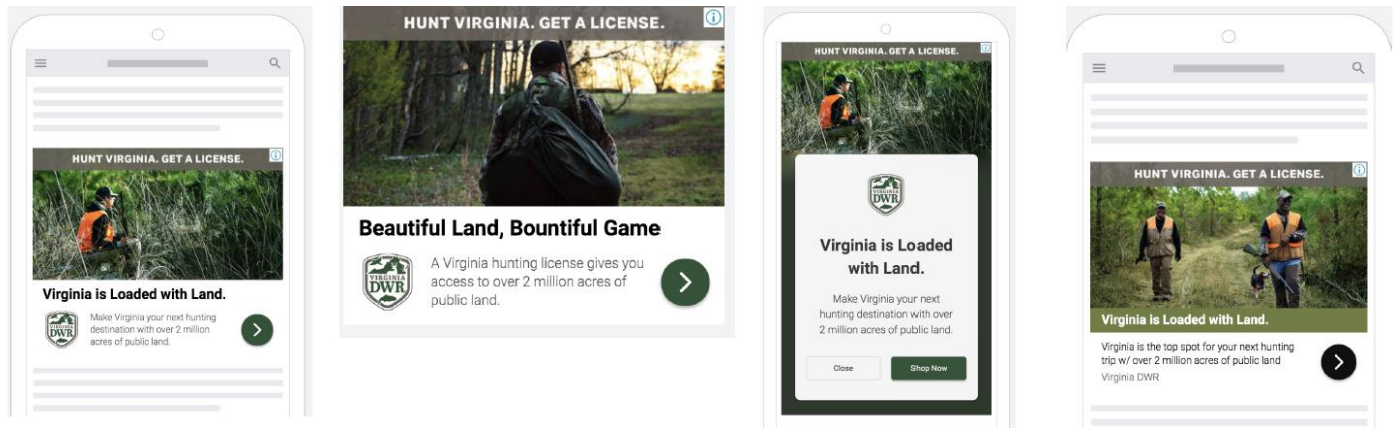 HUNT VIRGINIA. GET A LICENSE.
Virginia is Loaded with Land.
VIRGINIA
DWR
Make Virginia your next hunting
destination with over 2 million
acres of public land.
HUNT VIRGINIA. GET A LICENSE.
Beautiful Land, Bountiful Game
VIRGINIA
DWR
A Virginia hunting license gives you
access to over 2 million acres of
public land.
HUNT VIRGINIA. GET A LICENSE.
VIRGINIA
DWR
Virginia is Loaded
with Land.
Make Virginia your next
hunting destination with over
2 million acres of public land.
Close
Shop Now
HUNT VIRGINIA. GET A LICENSE.
Virginia is Loaded with Land.
Virginia is the top spot for your next hunting
trip w/ over 2 million acres of public land
Virginia DWR